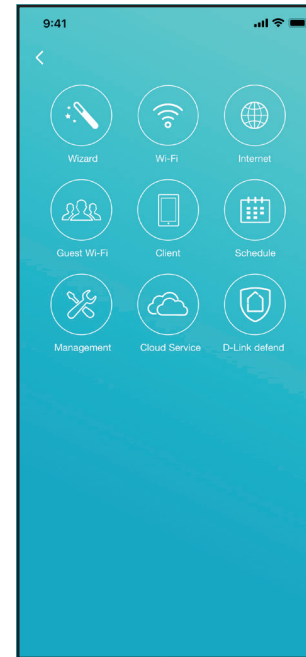 9:41
Wizard Wi-Fi Internet
Guest Wi-Fi Client Schedule
Management Cloud Service D-Link defend